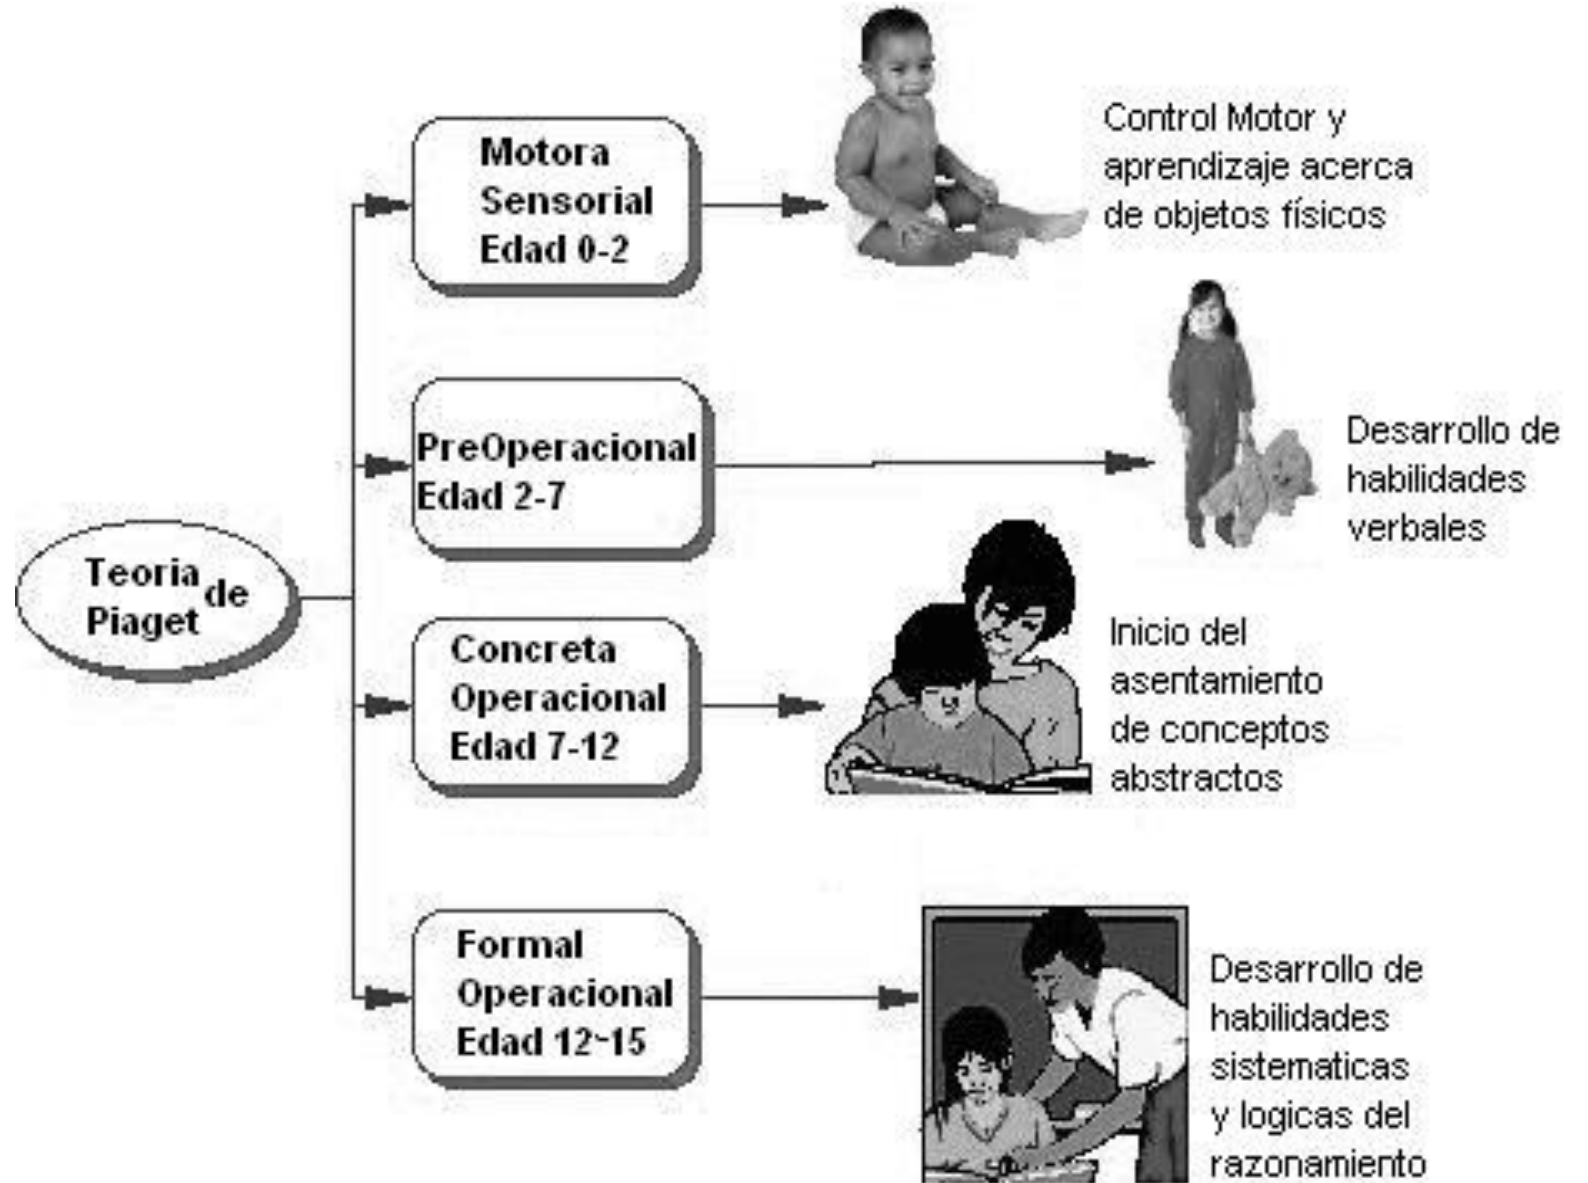 Teoria de
Piaget
Motora
Sensorial
Edad 0-2
Control Motor y
aprendizaje acerca
de objetos físicos
PreOperacional
Edad 2-7
Desarrollo de
habilidades
verbales
Concreta
Operacional
Edad 7-12
Inicio del
asentamiento
de conceptos
abstractos
Formal
Operacional
Edad 12-15
Desarrollo de
habilidades
sistematicas
y logicas del
razonamiento